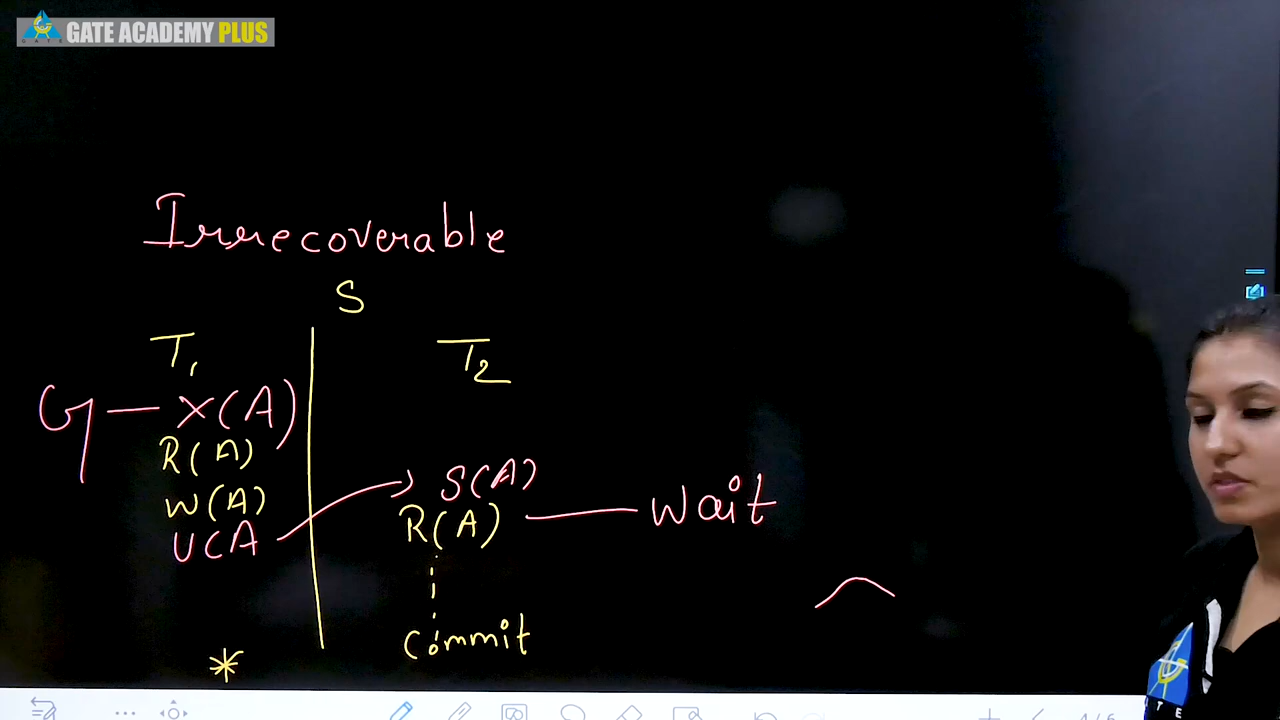 GATE ACADEMY PLUS
Irrecoverable
S
T1 T2
G — X(A)
R(A)
S(A)
W(A)
R(A) — Wait
U(A
Commit
*